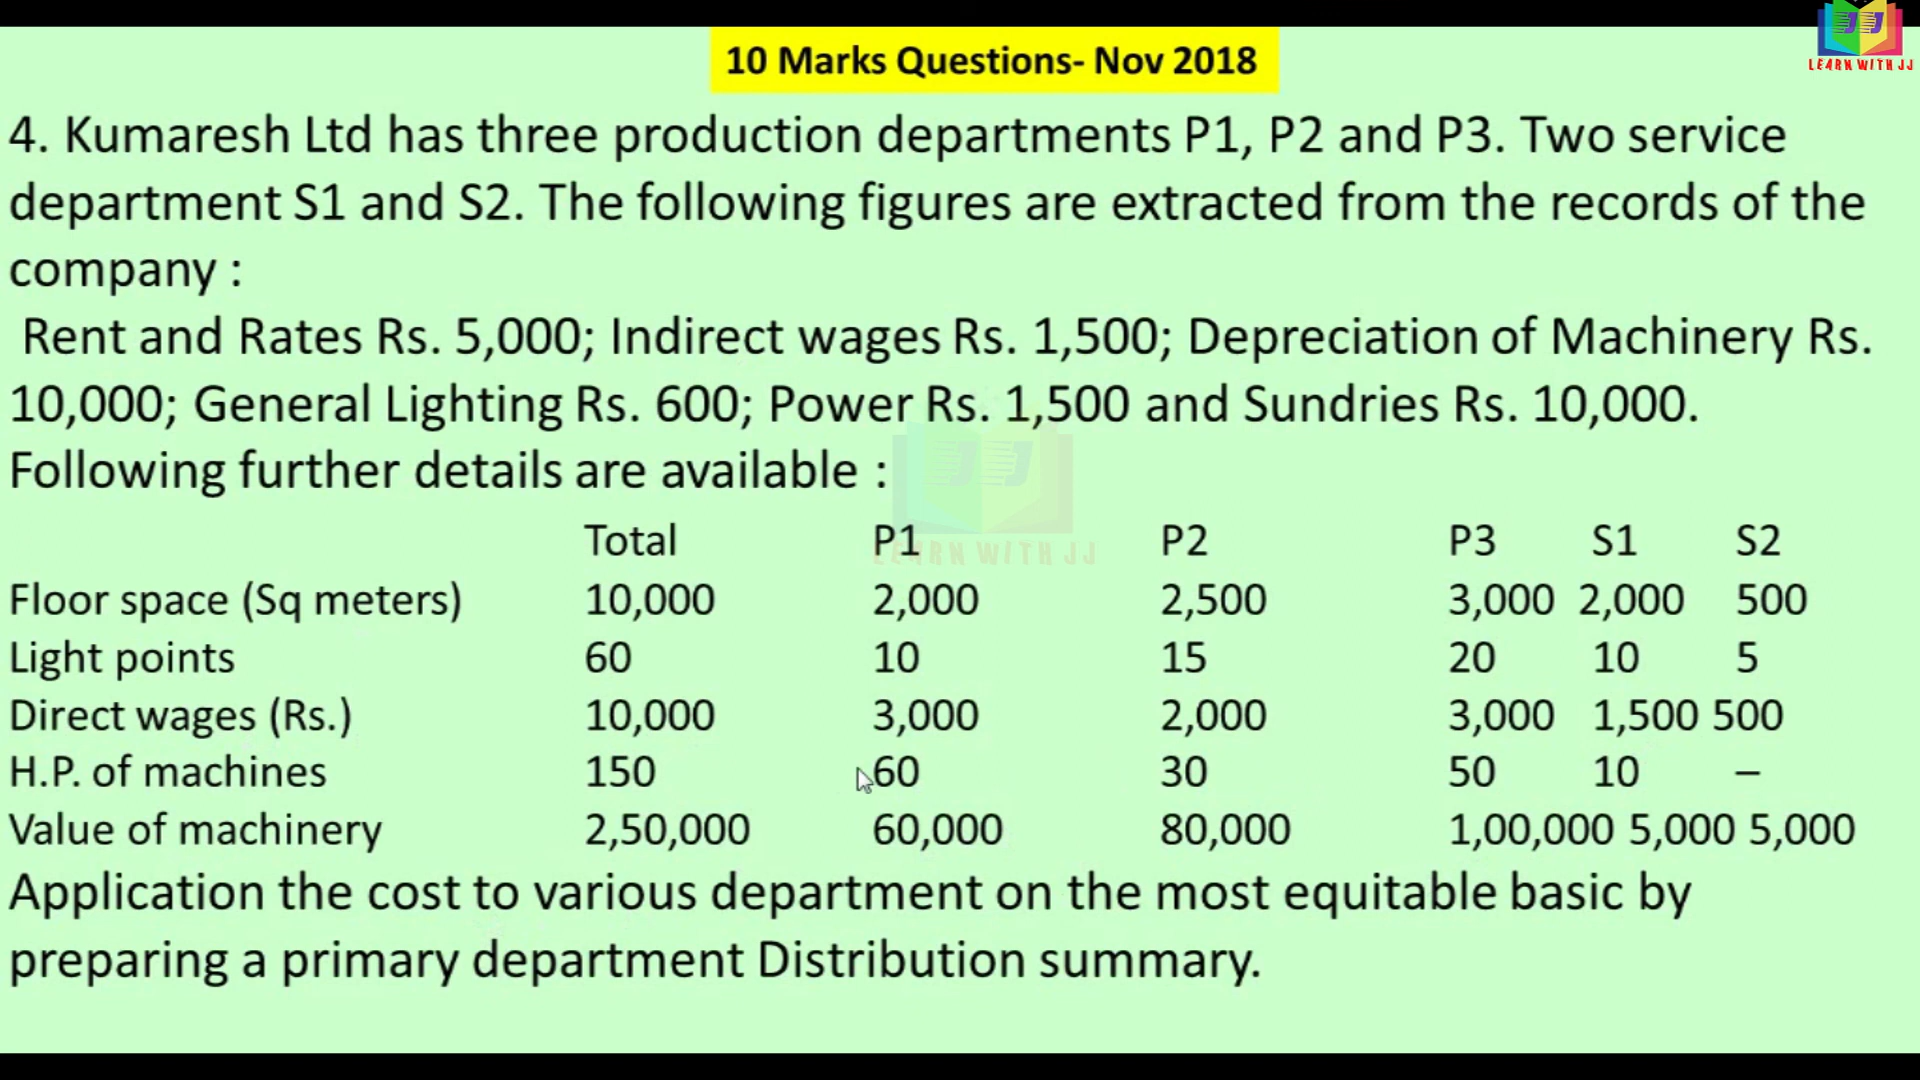 10 Marks Questions- Nov 2018
LEARN WITH JJ
4. Kumaresh Ltd has three production departments P1, P2 and P3. Two service
department S1 and S2. The following figures are extracted from the records of the
company :
Rent and Rates Rs. 5,000; Indirect wages Rs. 1,500; Depreciation of Machinery Rs.
10,000; General Lighting Rs. 600; Power Rs. 1,500 and Sundries Rs. 10,000.
Following further details are available :
Total P1 P2 P3 S1 S2
LEARN WITH JJ
Floor space (Sq meters) 10,000 2,000 2,500 3,000 2,000 500
Light points 60 10 15 20 10 5
Direct wages (Rs.) 10,000 3,000 2,000 3,000 1,500 500
H.P. of machines 150 60 30 50 10 –
Value of machinery 2,50,000 60,000 80,000 1,00,000 5,000 5,000
Application the cost to various department on the most equitable basic by
preparing a primary department Distribution summary.